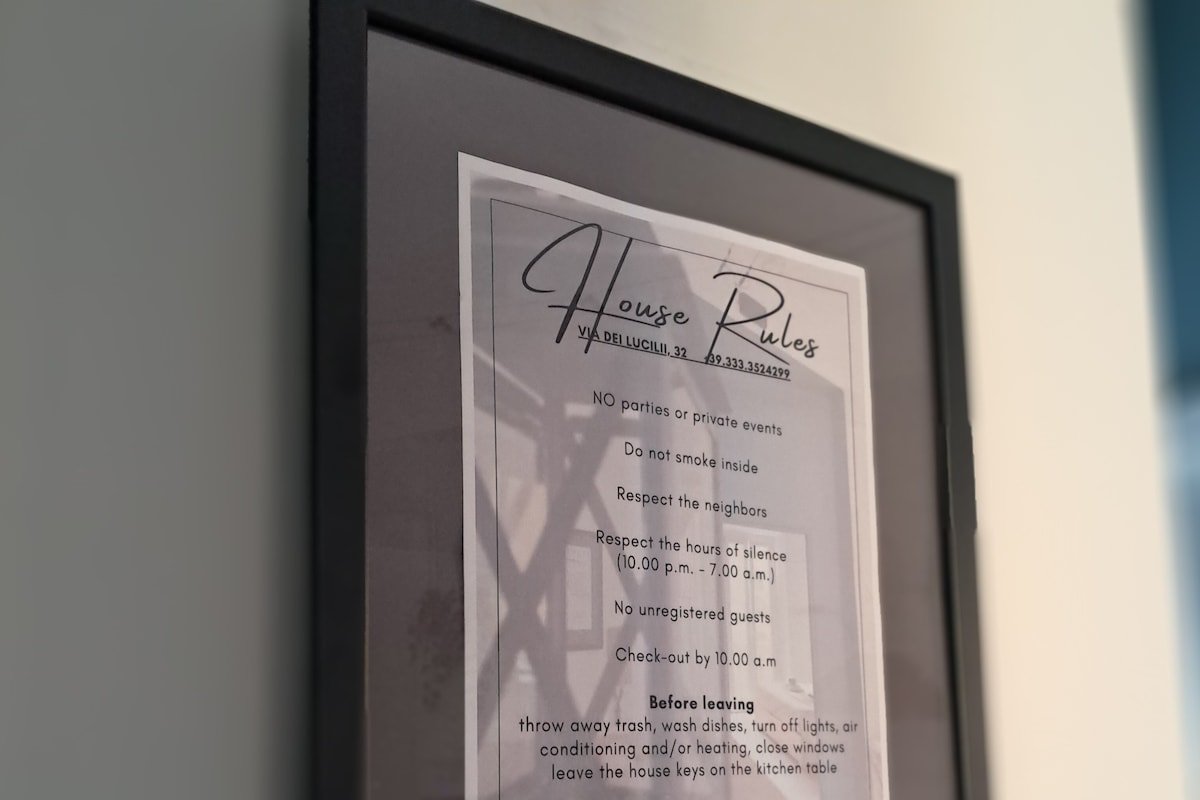 House Rules
VIA DEI LUCILII, 32 +39.333.3524299
NO parties or private events
Do not smoke inside
Respect the neighbors
Respect the hours of silence
(10.00 p.m. - 7.00 a.m.)
No unregistered guests
Check-out by 10.00 a.m
Before leaving
throw away trash, wash dishes, turn off lights, air
conditioning and/or heating, close windows
leave the house keys on the kitchen table